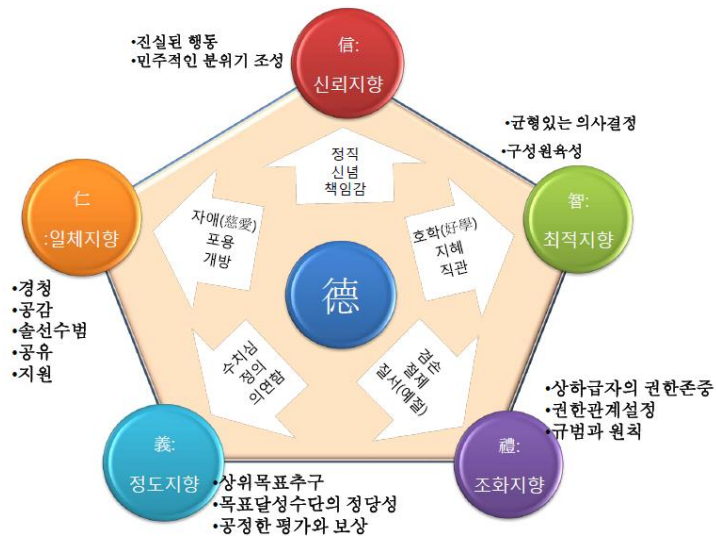 •진실된 행동
•민주적인 분위기 조성
信:
신뢰지향
•균형있는 의사결정
•구성원육성
智:
최적지향
정직
신념
책임감
仁
:일체지향
자애(慈愛)
포용
개방
호학(好學)
지혜
직관
德
•경청
•공감
•솔선수범
•공유
•지원
수치심
정의
의연함
겸손
절제
질서(예절)
•상하급자의 권한존중
•권한관계설정
•규범과 원칙
義:
정도지향
•상위목표추구
•목표달성수단의 정당성
•공정한 평가와 보상
禮:
조화지향